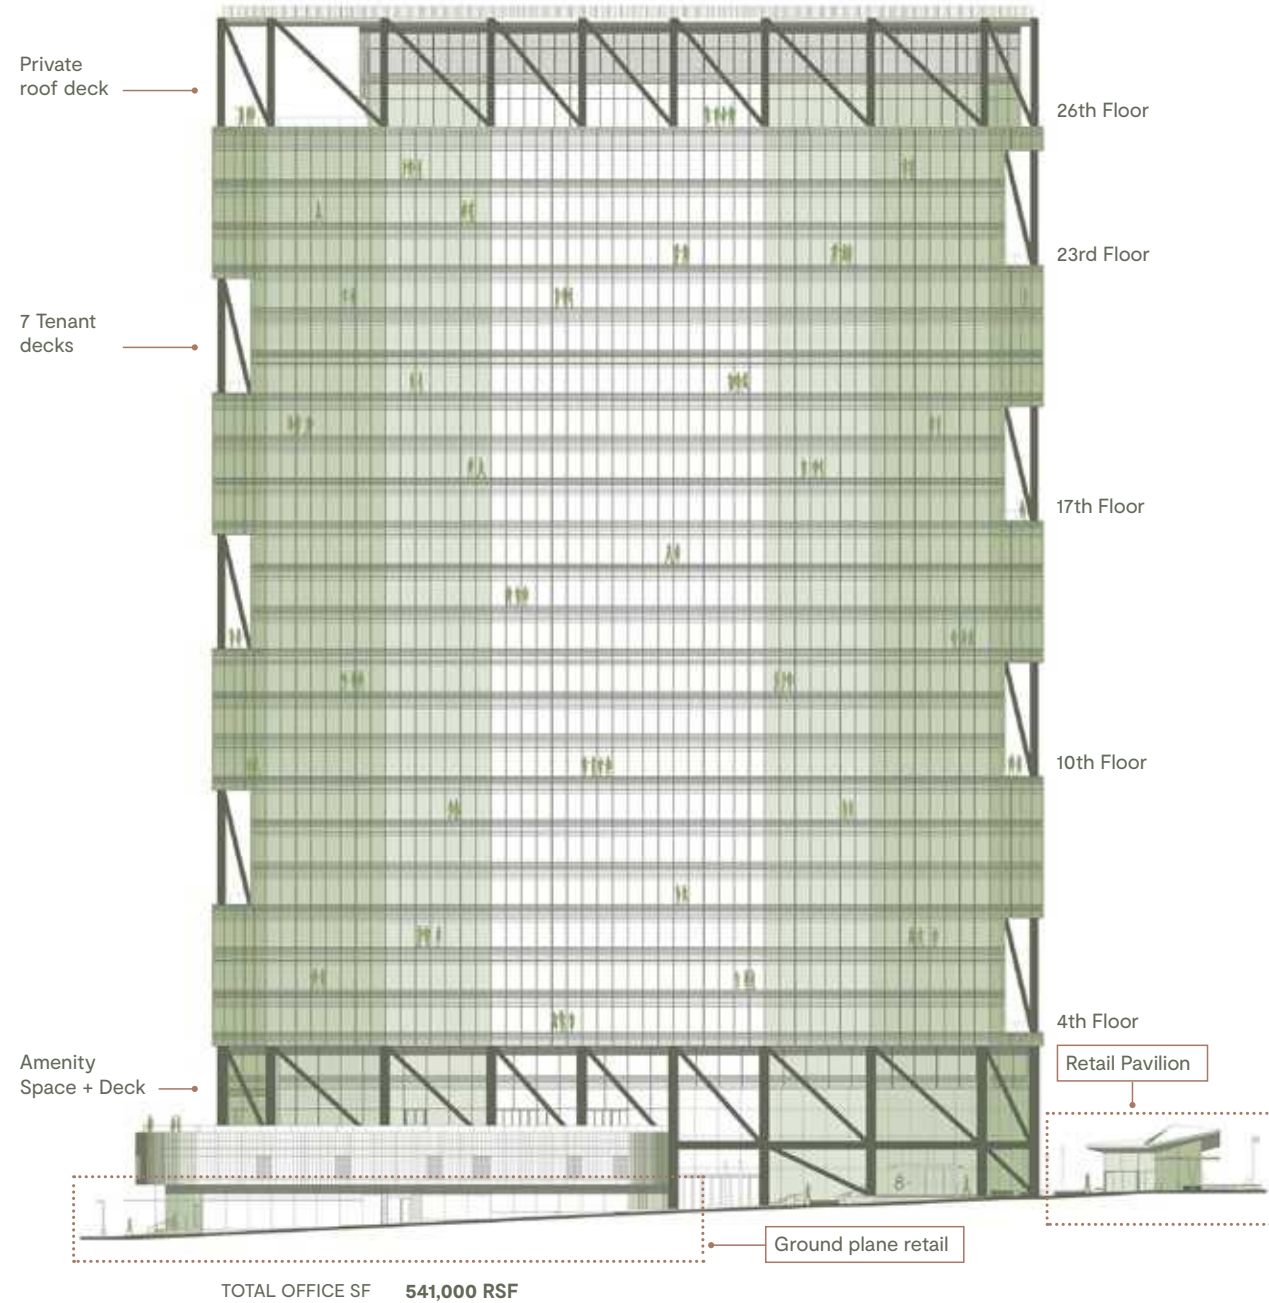 Private
roof deck
26th Floor
23rd Floor
7 Tenant
decks
17th Floor
10th Floor
4th Floor
Amenity
Space + Deck
Retail Pavilion
8
Ground plane retail
TOTAL OFFICE SF 541,000 RSF